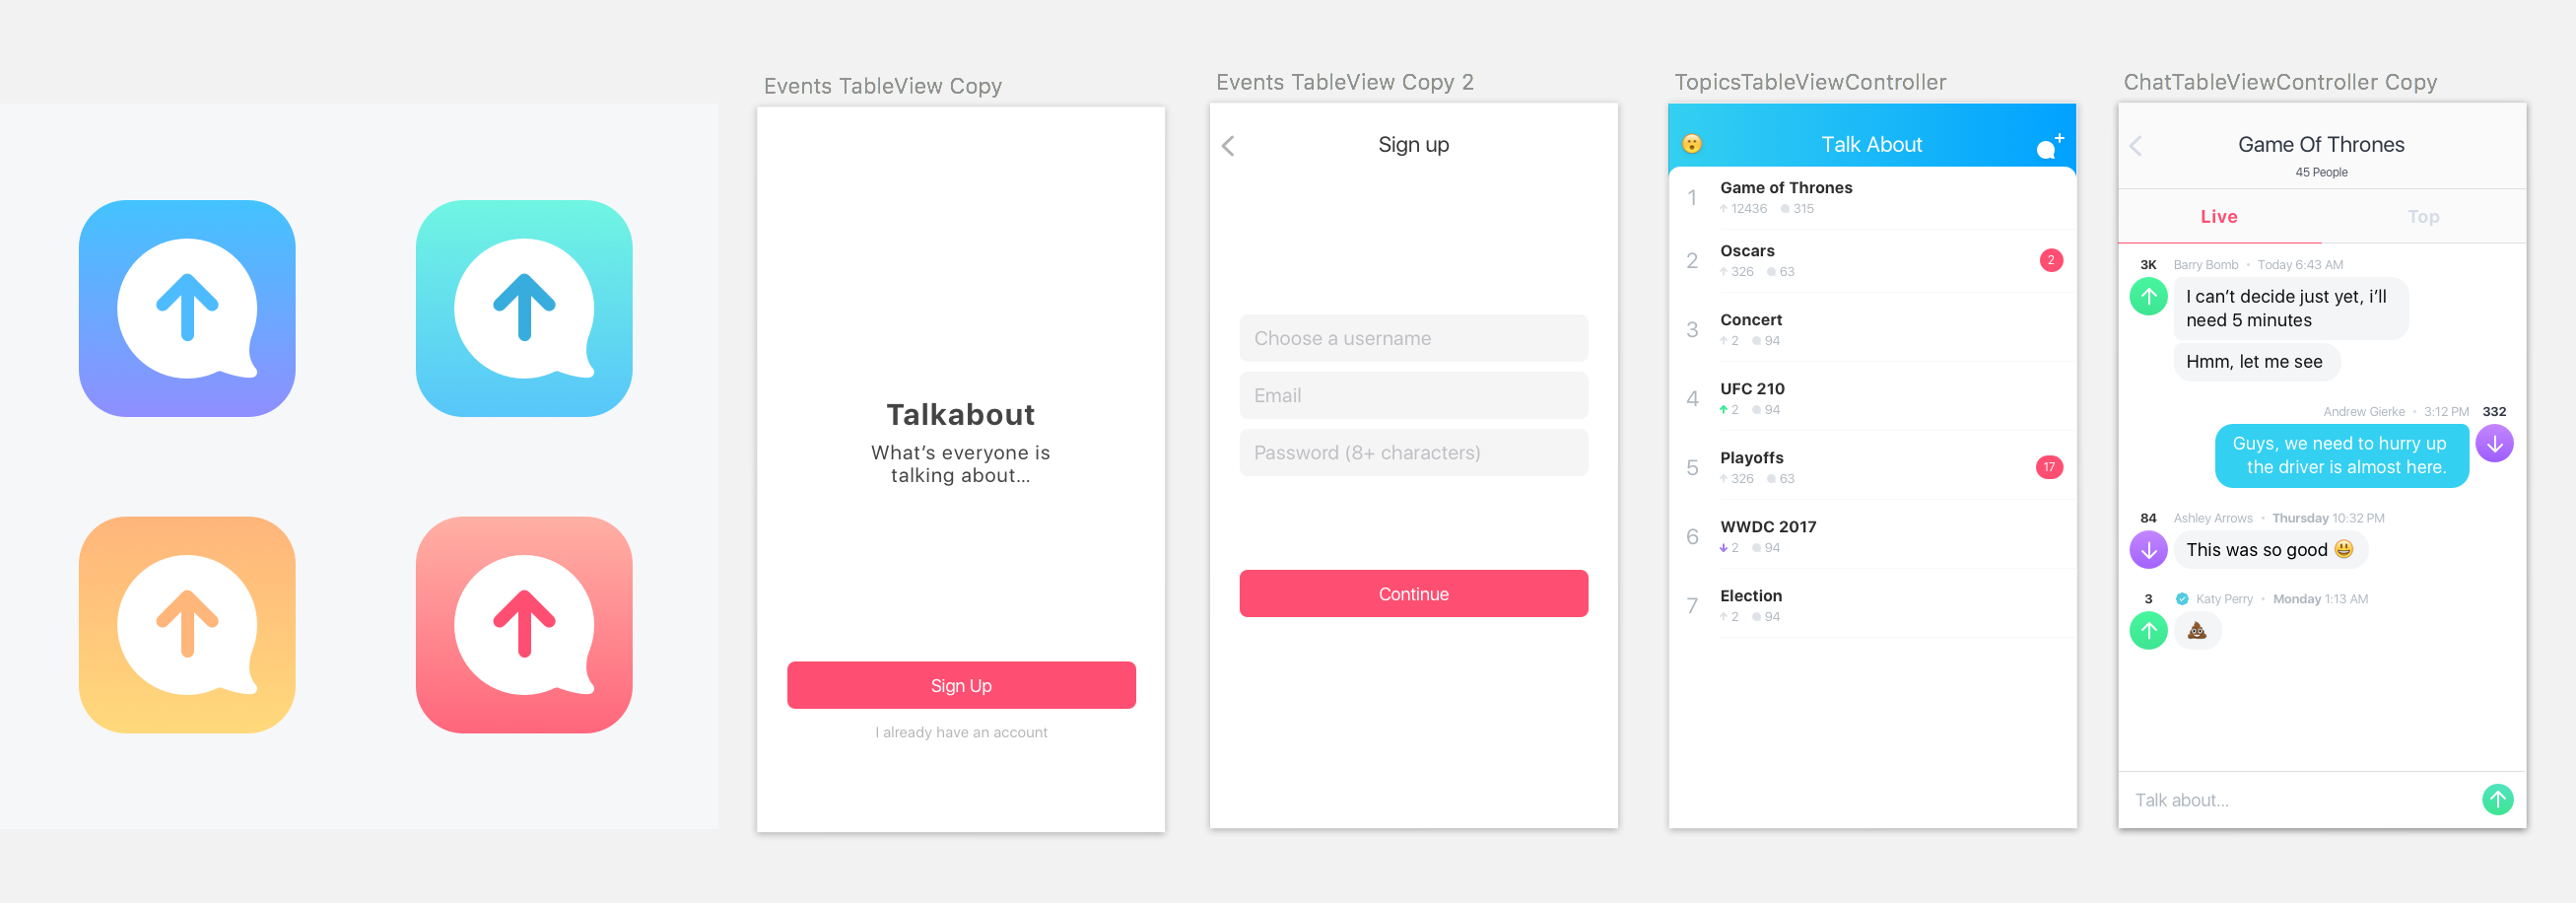 Events TableView Copy
Talkabout
What's everyone is
talking about...
Sign Up
I already have an account
Events TableView Copy 2
Sign up
Choose a username
Email
Password (8+ characters)
Continue
TopicsTableViewController
Talk About
1
Game of Thrones
12436 315
2
Oscars
326 63
2
3
Concert
2 94
4
UFC 210
2 94
5
Playoffs
326 63
17
6
WWDC 2017
2 94
7
Election
2 94
ChatTableViewController Copy
Game Of Thrones
45 People
Live Top
3K Barry Bomb • Today 6:43 AM
I can't decide just yet, i'll
need 5 minutes
Hmm, let me see
Andrew Gierke • 3:12 PM 332
Guys, we need to hurry up
the driver is almost here.
84 Ashley Arrows • Thursday 10:32 PM
This was so good 😃
3 Katy Perry • Monday 1:13 AM
💩
Talk about...